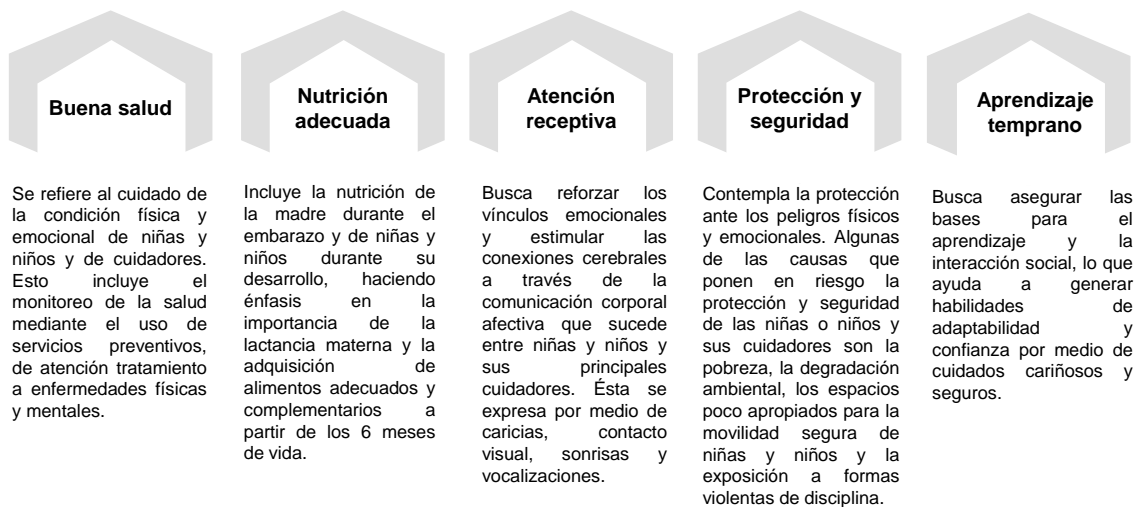 Buena salud
Se refiere al cuidado de
la condición física y
emocional de niñas y
niños y de cuidadores.
Esto incluye el
monitoreo de la salud
mediante el uso de
servicios preventivos,
de atención tratamiento
a enfermedades físicas
y mentales.
Nutrición
adecuada
Incluye la nutrición de
la madre durante el
embarazo y de niñas y
niños durante su
desarrollo, haciendo
énfasis en la
importancia de la
lactancia materna y la
adquisición de
alimentos adecuados y
complementarios a
partir de los 6 meses
de vida.
Atención
receptiva
Busca reforzar los
vínculos emocionales
y estimular las
conexiones cerebrales
a través de la
comunicación corporal
afectiva que sucede
entre niñas y niños y
sus principales
cuidadores. Ésta se
expresa por medio de
caricias, contacto
visual, sonrisas y
vocalizaciones.
Protección y
seguridad
Contempla la protección
ante los peligros físicos
y emocionales. Algunas
de las causas que
ponen en riesgo la
protección y seguridad
de las niñas o niños y
sus cuidadores son la
pobreza, la degradación
ambiental, los espacios
poco apropiados para la
movilidad segura de
niñas y niños y la
exposición a formas
violentas de disciplina.
Aprendizaje
temprano
Busca asegurar las
bases para el
aprendizaje y la
interacción social, lo que
ayuda a generar
habilidades de
adaptabilidad y
confianza por medio de
cuidados cariñosos y
seguros.